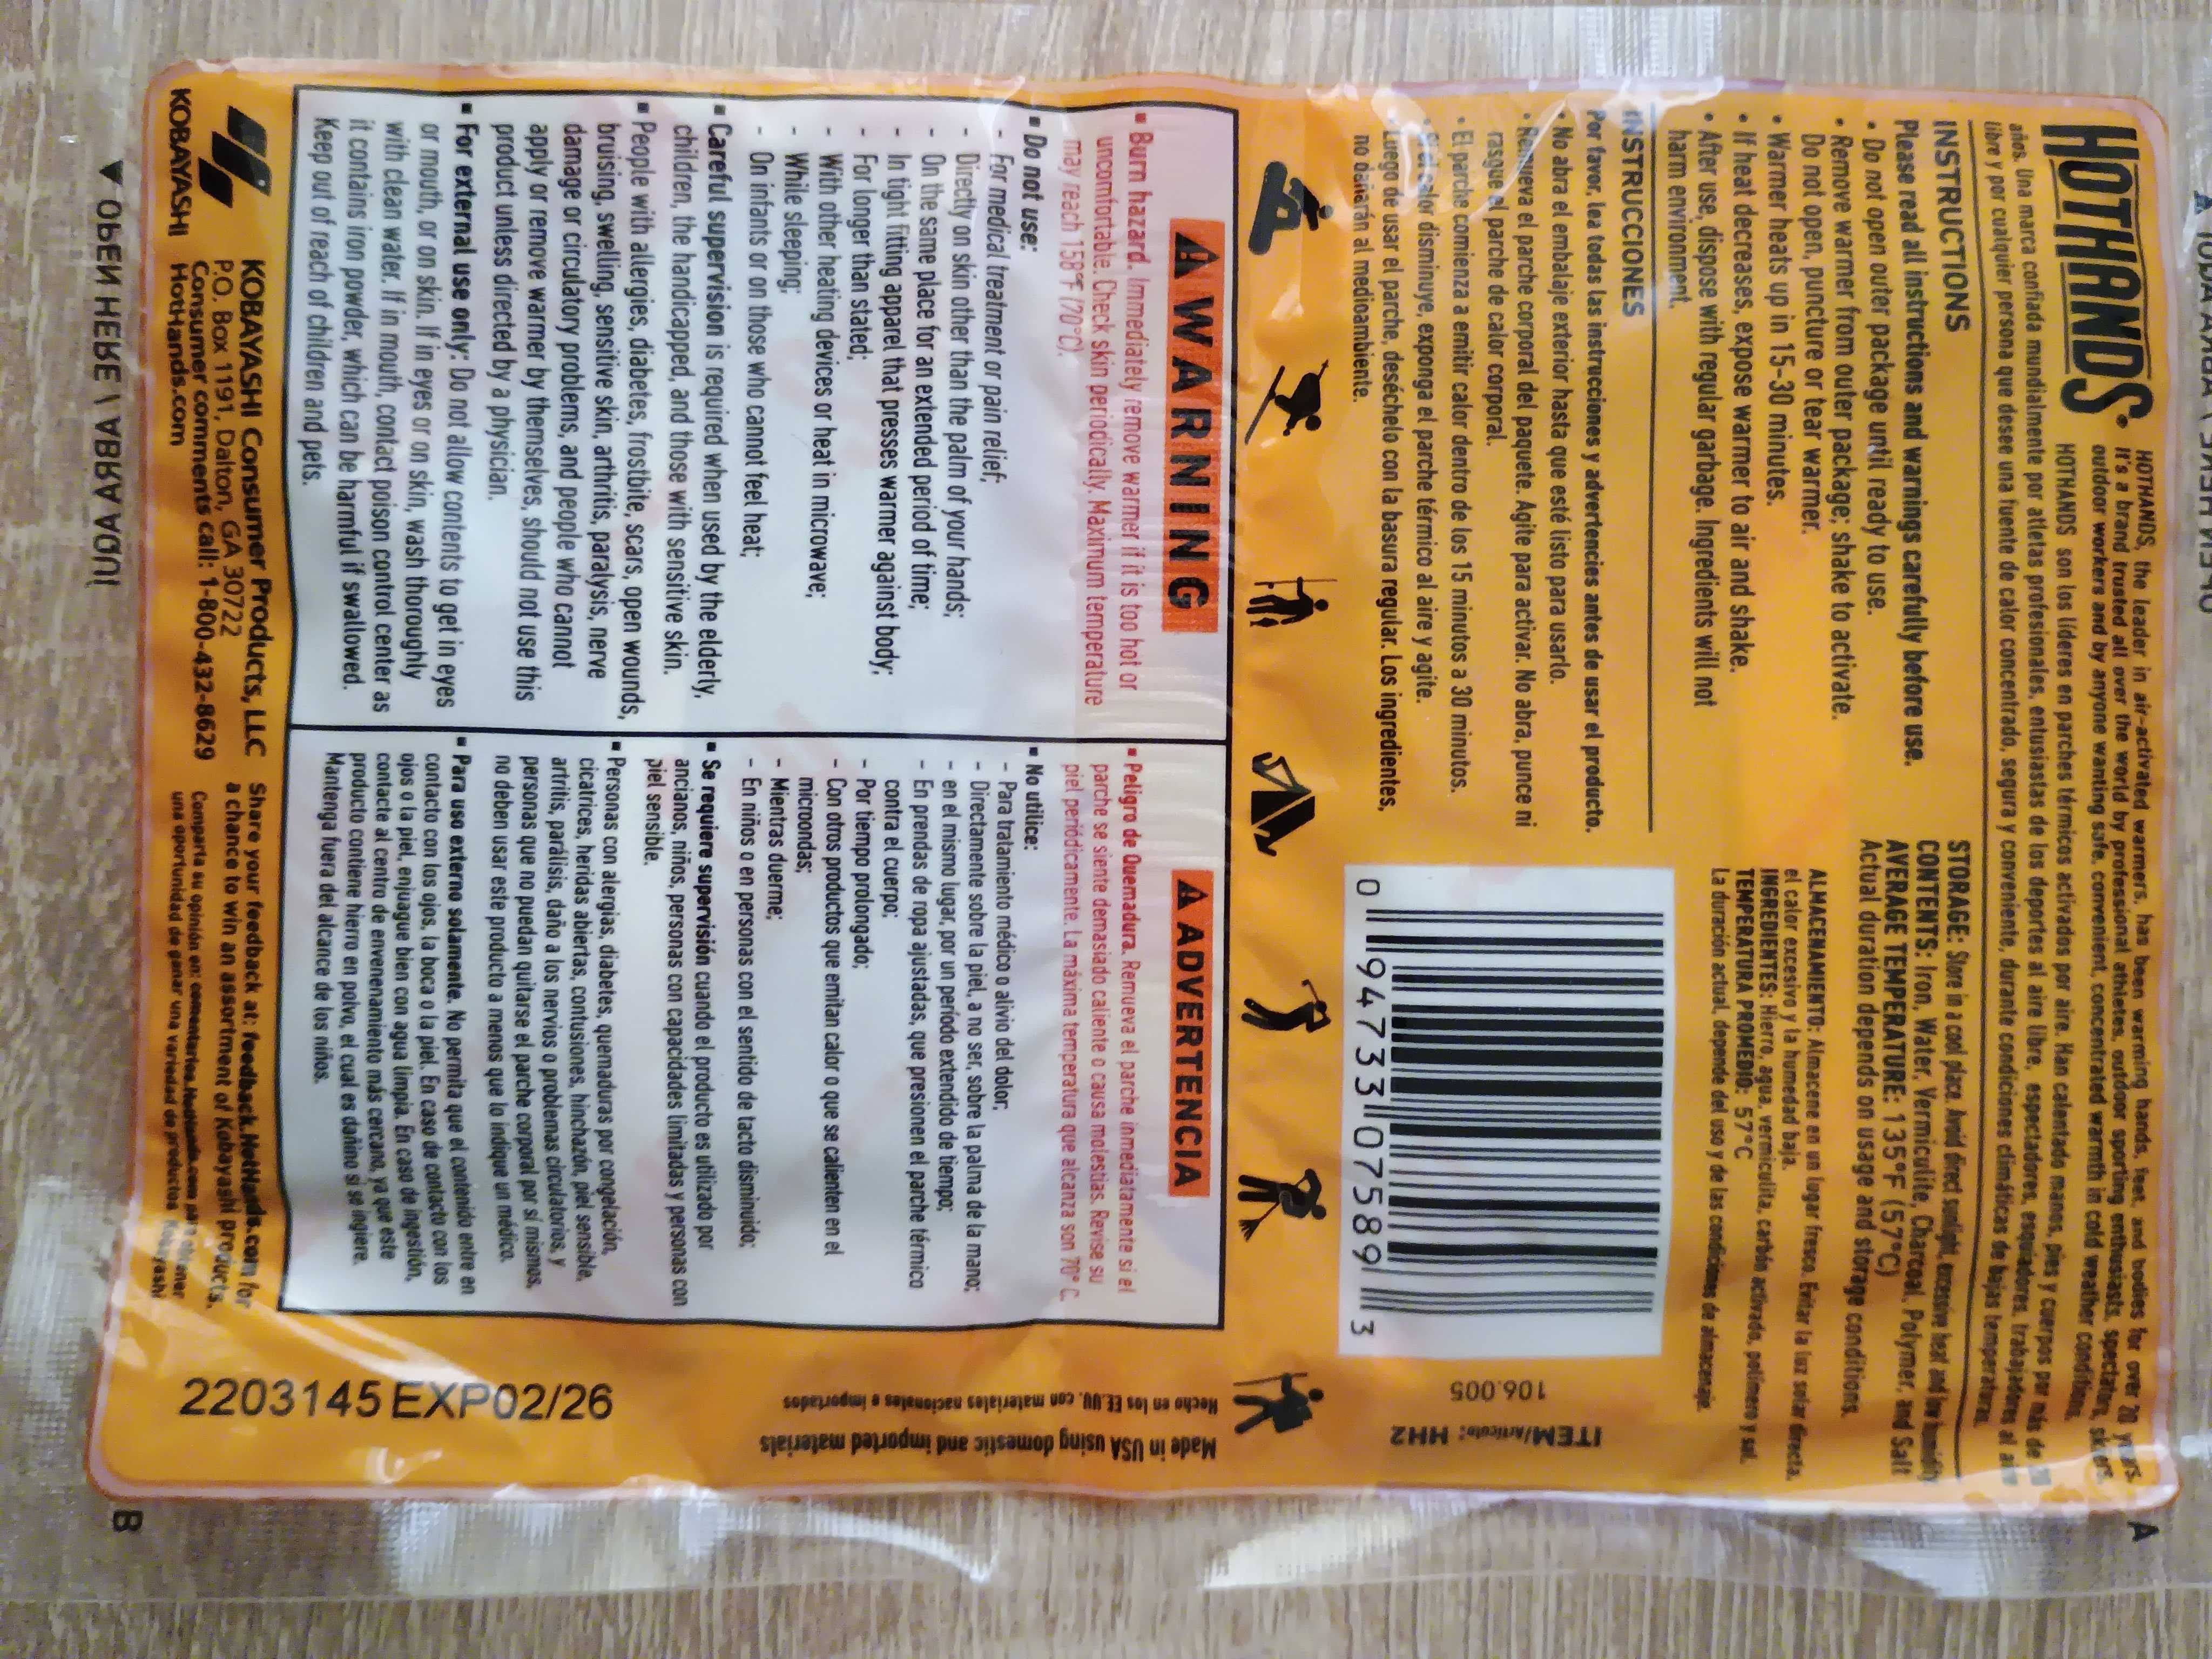 HOTHANDS®
HOTHANDS, the leader in air-activated warmers, has been warming hands, feet, and bodies for over 20 years.
It's a brand trusted all over the world by professional athletes, outdoor sporting enthusiasts, spectators, skiers,
outdoor workers and by anyone wanting safe, convenient, concentrated warmth in cold weather conditions.
HOTHANDS son los líderes en parches térmicos activados por aire. Han calentado manos, pies y cuerpos por más de 20
años. Una marca confiada mundialmente por atletas profesionales, entusiastas de los deportes al aire libre, espectadores, esquiadores, trabajadores al aire
libre y por cualquier persona que desee una fuente de calor concentrado, segura y conveniente, durante condiciones climáticas de bajas temperaturas.
INSTRUCTIONS
Please read all instructions and warnings carefully before use.
• Do not open outer package until ready to use.
• Remove warmer from outer package; shake to activate.
Do not open, puncture or tear warmer.
• Warmer heats up in 15-30 minutes.
• If heat decreases, expose warmer to air and shake.
• After use, dispose with regular garbage. Ingredients will not
harm environment.
INSTRUCCIONES
Por favor, lea todas las instrucciones y advertencies antes de usar el producto.
• No abra el embalaje exterior hasta que esté listo para usarlo.
• Remueva el parche corporal del paquete. Agite para activar. No abra, punce ni
rasgue el parche de calor corporal.
• El parche comienza a emitir calor dentro de los 15 minutos a 30 minutos.
• Si el calor disminuye, exponga el parche térmico al aire y agite.
• Luego de usar el parche, deséchelo con la basura regular. Los ingredientes,
no dañarán al medioambiente.
STORAGE: Store in a cool place. Avoid direct sunlight, excessive heat and low humidity
CONTENTS: Iron, Water, Vermiculite, Charcoal, Polymer, and Salt
AVERAGE TEMPERATURE: 135°F (57°C)
Actual duration depends on usage and storage conditions.
ALMACENAMIENTO: Almacene en un lugar fresco. Evitar la luz solar directa,
el calor excesivo y la humedad baja.
INGREDIENTES: Hierro, agua, vermiculita, carbón activado, polímero y sal.
TEMPERATURA PROMEDIO: 57°C
La duración actual, depende del uso y de las condiciones de almacenaje.
0 94733 07589 3
ITEM/Artículo: HH2
106.005
WARNING
▪ Burn hazard. Immediately remove warmer if it is too hot or
uncomfortable. Check skin periodically. Maximum temperature
may reach 158°F (70°C).
▪ Do not use:
- For medical treatment or pain relief;
- Directly on skin other than the palm of your hands;
- On the same place for an extended period of time;
- In tight fitting apparel that presses warmer against body;
- For longer than stated;
- With other heating devices or heat in microwave;
- While sleeping;
- On infants or on those who cannot feel heat;
▪ Careful supervision is required when used by the elderly,
children, the handicapped, and those with sensitive skin.
▪ People with allergies, diabetes, frostbite, scars, open wounds,
bruising, swelling, sensitive skin, arthritis, paralysis, nerve
damage or circulatory problems, and people who cannot
apply or remove warmer by themselves, should not use this
product unless directed by a physician.
▪ For external use only: Do not allow contents to get in eyes
or mouth, or on skin. If in eyes or on skin, wash thoroughly
with clean water. If in mouth, contact poison control center as
it contains iron powder, which can be harmful if swallowed.
Keep out of reach of children and pets.
ADVERTENCIA
▪ Peligro de Quemadura. Remueva el parche inmediatamente si el
parche se siente demasiado caliente o causa molestias. Revise su
piel periódicamente. La máxima temperatura que alcanza son 70° C.
▪ No utilice:
- Para tratamiento médico o alivio del dolor;
- Directamente sobre la piel, a no ser, sobre la palma de la mano;
- en el mismo lugar, por un período extendido de tiempo;
- En prendas de ropa ajustadas, que presionen el parche térmico
contra el cuerpo;
- Por tiempo prolongado;
- Con otros productos que emitan calor o que se calienten en el
microondas;
- Mientras duerme;
- En niños o en personas con el sentido de tacto disminuido;
▪ Se requiere supervisión cuando el producto es utilizado por
ancianos, niños, personas con capacidades limitadas y personas con
piel sensible.
▪ Personas con alergias, diabetes, quemaduras por congelación,
cicatrices, heridas abiertas, contusiones, hinchazón, piel sensible,
artritis, parálisis, daño a los nervios o problemas circulatorios, y
personas que no puedan quitarse el parche corporal por sí mismos,
no deben usar este producto a menos que lo indique un médico.
▪ Para uso externo solamente. No permita que el contenido entre en
contacto con los ojos, la boca o la piel. En caso de contacto con los
ojos o la piel, enjuague bien con agua limpia. En caso de ingestión,
contacte al centro de envenenamiento más cercano, ya que este
producto contiene hierro en polvo, el cual es dañino si se ingiere.
Mantenga fuera del alcance de los niños.
Made in USA using domestic and imported materials
Hecho en los EE.UU. con materiales nacionales e importados
2203145 EXP02/26
KOBAYASHI
KOBAYASHI Consumer Products, LLC
P.O. Box 1191, Dalton, GA 30722
Consumer comments call: 1-800-432-8629
HotHands.com
Share your feedback at: feedback.HotHands.com for
a chance to win an assortment of Kobayashi products.
Comparta su opinión en: comentarios.HotHands.com para obtener
una oportunidad de ganar una variedad de productos Kobayashi
▼ OPEN HERE \ ABRA AQUÍ
A
B